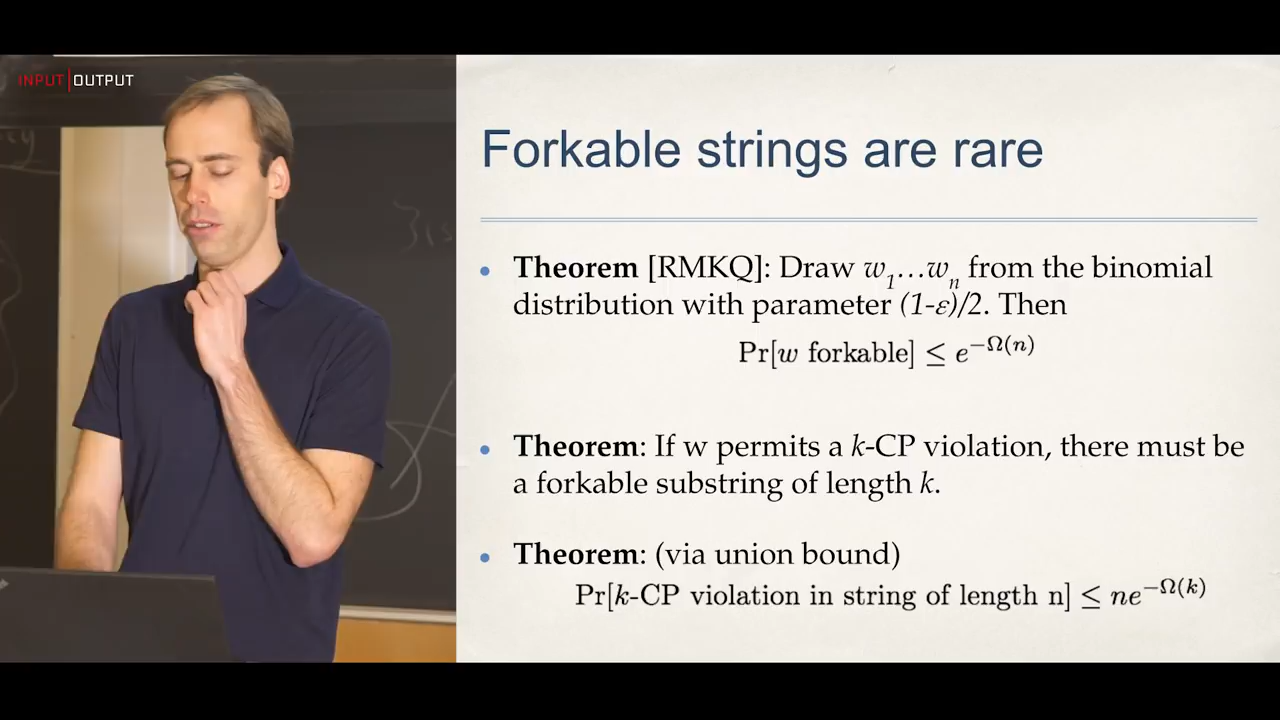 INPUT|OUTPUT
Forkable strings are rare
• Theorem [RMKQ]: Draw w₁…wₙ from the binomial
distribution with parameter (1-ε)/2. Then
Pr[w forkable] ≤ e^{−Ω(n)}
• Theorem: If w permits a k-CP violation, there must be
a forkable substring of length k.
• Theorem: (via union bound)
Pr[k-CP violation in string of length n] ≤ ne^{−Ω(k)}